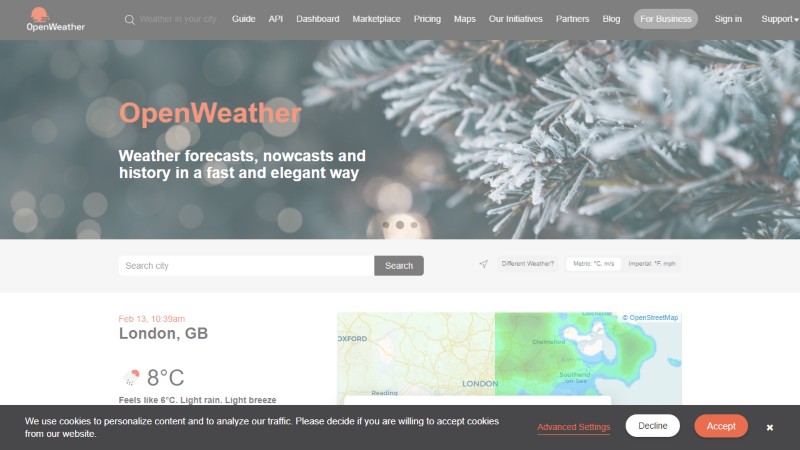 OpenWeather
Weather in your city
Guide
API
Dashboard
Marketplace
Pricing
Maps
Our Initiatives
Partners
Blog
For Business
Sign in
Support
OpenWeather
Weather forecasts, nowcasts and
history in a fast and elegant way
Search city
Search
Different Weather?
Metric: °C, m/s
Imperial: °F, mph
Feb 13, 10:39am
London, GB
8°C
Feels like 6°C. Light rain. Light breeze
© OpenStreetMap
OXFORD
Colchester
Chelmsford
Southend
-on-Sea
LONDON
Reading
We use cookies to personalize content and to analyze our traffic. Please decide if you are willing to accept cookies
from our website.
Advanced Settings
Decline
Accept